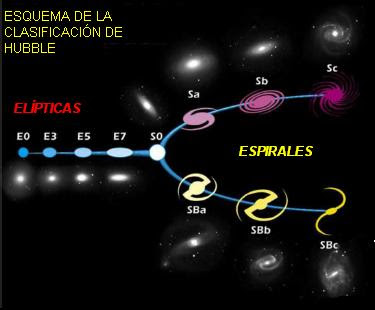 ESQUEMA DE LA
CLASIFICACIÓN DE
HUBBLE
Sc
Sb
Sa
ELÍPTICAS
E0 E3 E5 E7 S0
ESPIRALES
SBa
SBb
SBc